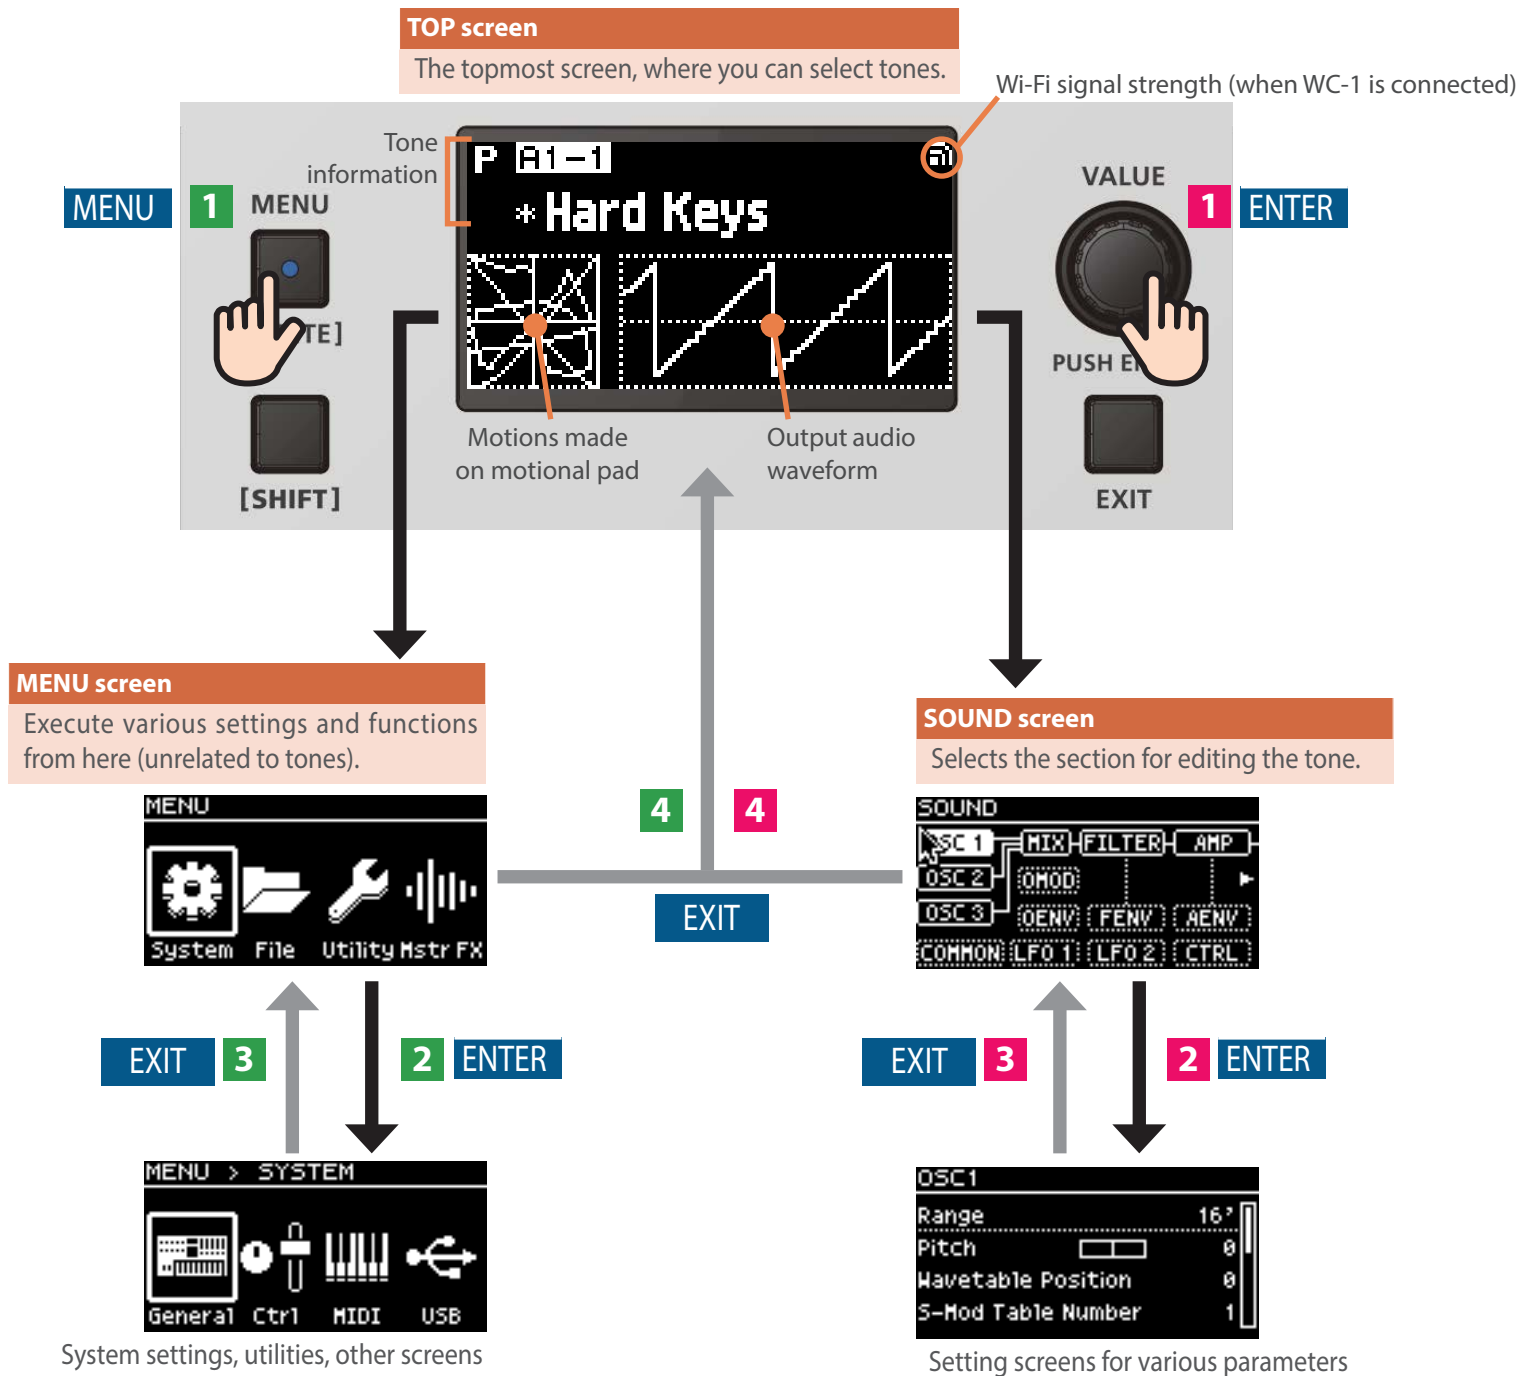 TOP screen
The topmost screen, where you can select tones.
Wi-Fi signal strength (when WC-1 is connected)
Tone
information
P A1-1
*Hard Keys
MENU 1 MENU
VALUE
1 ENTER
TE]
PUSH E
Motions made
on motional pad
Output audio
waveform
[SHIFT]
EXIT
MENU screen
Execute various settings and functions
from here (unrelated to tones).
SOUND screen
Selects the section for editing the tone.
MENU
System File Utility Mstr FX
4 4
EXIT
SOUND
OSC 1 MIX FILTER AMP
OSC 2 OMOD
OSC 3 OENV FENV AENV
COMMON LFO 1 LFO 2 CTRL
EXIT 3
2 ENTER
EXIT 3
2 ENTER
MENU > SYSTEM
General Ctrl MIDI USB
System settings, utilities, other screens
OSC1
Range 16'
Pitch 0
Wavetable Position 0
S-Mod Table Number 1
Setting screens for various parameters